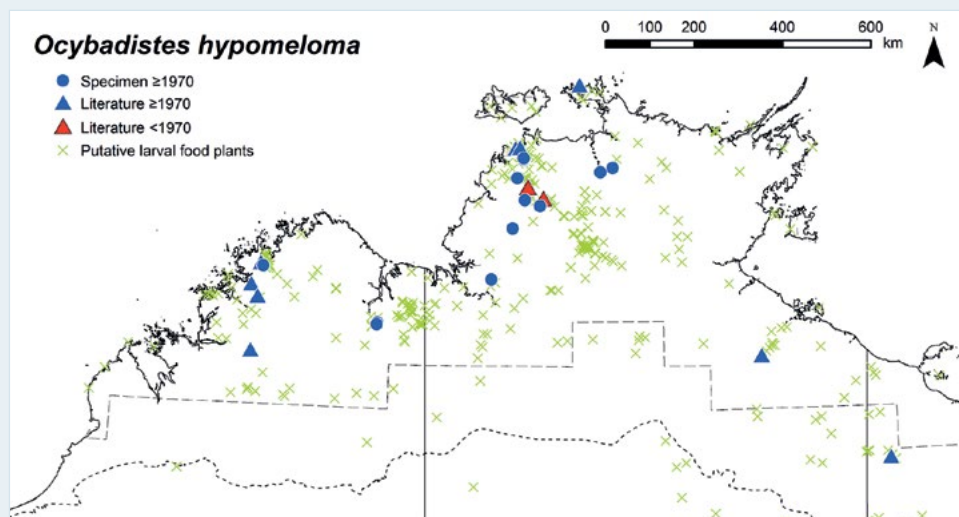 Ocybadistes hypomeloma
Specimen ≥1970
Literature ≥1970
Literature <1970
Putative larval food plants
0 100 200 400 600
km
N